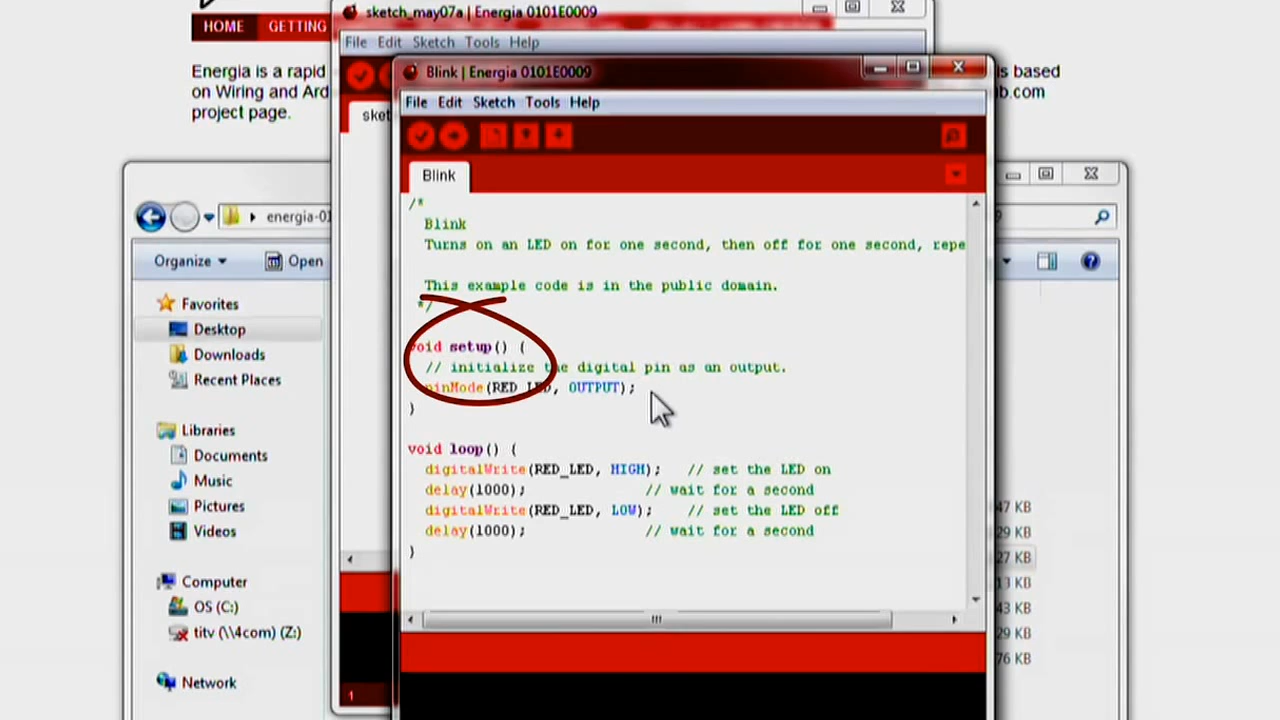 sketch_may07a | Energia 0101E0009
HOME GETTING
File Edit Sketch Tools Help
Energia is a rapid
is based
on Wiring and Ard
ub.com
project page.
sket
Blink | Energia 0101E0009
File Edit Sketch Tools Help
Blink
/*
Blink
Turns on an LED on for one second, then off for one second, repe
This example code is in the public domain.
*/
void setup() {
// initialize the digital pin as an output.
pinMode(RED_LED, OUTPUT);
}
void loop() {
digitalWrite(RED_LED, HIGH); // set the LED on
delay(1000); // wait for a second
digitalWrite(RED_LED, LOW); // set the LED off
delay(1000); // wait for a second
}
energia-01
9
Organize Open
Favorites
Desktop
Downloads
Recent Places
Libraries
Documents
Music
Pictures
Videos
Computer
OS (C:)
titv (\\4com) (Z:)
Network
47 KB
29 KB
27 KB
13 KB
43 KB
29 KB
76 KB
1